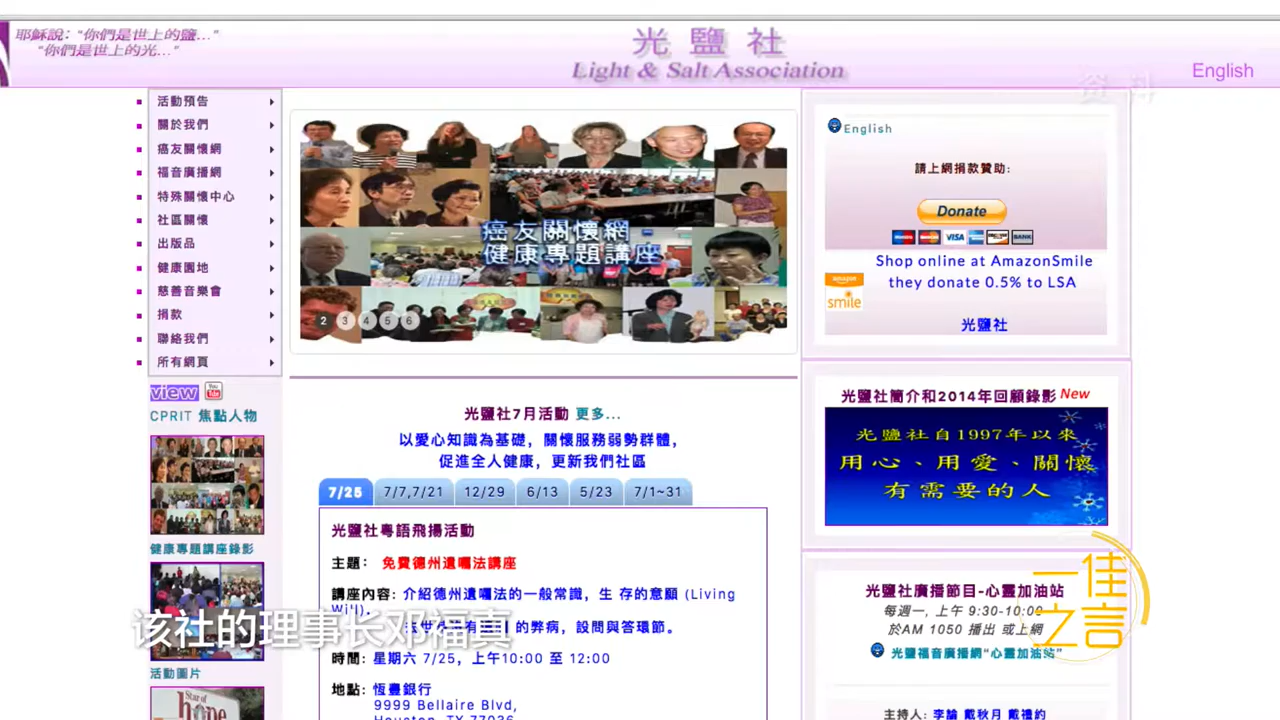 耶穌說：“你們是世上的鹽...”
“你們是世上的光...”
光 鹽 社
Light & Salt Association
English
资 料
活動預告
關於我們
癌友關懷網
福音廣播網
特殊關懷中心
社區關懷
出版品
健康園地
慈善音樂會
捐款
聯絡我們
所有網頁
view
You Tube
CPRIT 焦點人物
健康專題講座錄影
活動圖片
Star of
hope
癌友關懷網
健康專題講座
2 3 4 5 6
光鹽社7月活動 更多...
以愛心知識為基礎，關懷服務弱勢群體，
促進全人健康，更新我們社區
7/25 7/7,7/21 12/29 6/13 5/23 7/1~31
光鹽社粵語飛揚活動
主題： 免費德州遺囑法講座
講座內容: 介紹德州遺囑法的一般常識，生 存的意願 (Living
Will)，
的弊病，設問與答環節。
時間: 星期六 7/25，上午10:00 至 12:00
地點: 恆豐銀行
9999 Bellaire Blvd,
Houston, TX 77036
English
請上網捐款贊助:
Donate
VISA
BANK
Shop online at AmazonSmile
they donate 0.5% to LSA
amazon
smile
光鹽社
光鹽社簡介和2014年回顧錄影 New
光鹽社自1997年以來
用心、用愛、關懷
有需要的人
光鹽社廣播節目-心靈加油站
每週一, 上午 9:30-10:00
於AM 1050 播出 或上網
光鹽福音廣播網“心靈加油站”
主持人: 李諭 戴秋月 戴禮約
一佳
之言
该社的理事长邓福真